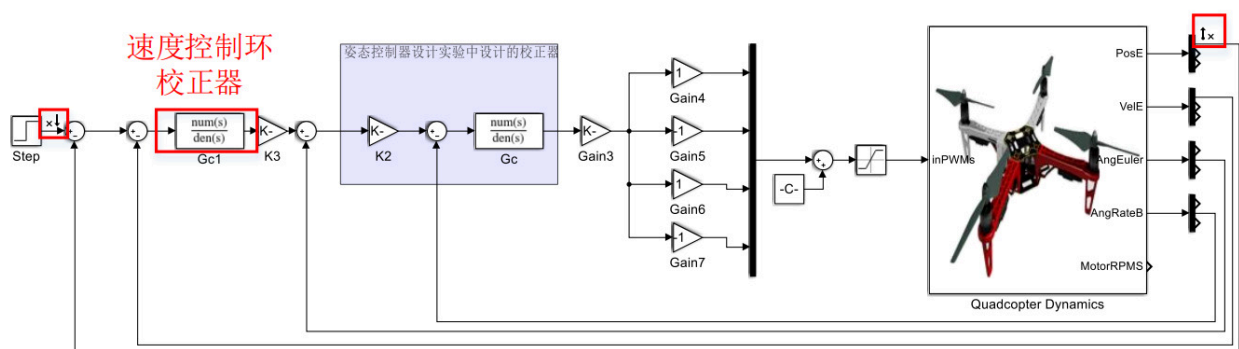 速度控制环
校正器
姿态控制器设计实验中设计的校正器
Step
num(s)
den(s)
Gc1
K-
K3
K-
K2
num(s)
den(s)
Gc
K-
Gain3
1
Gain4
-1
Gain5
1
Gain6
-1
Gain7
-C-
inPWMs
PosE
VelE
AngEuler
AngRateB
MotorRPMS
Quadcopter Dynamics